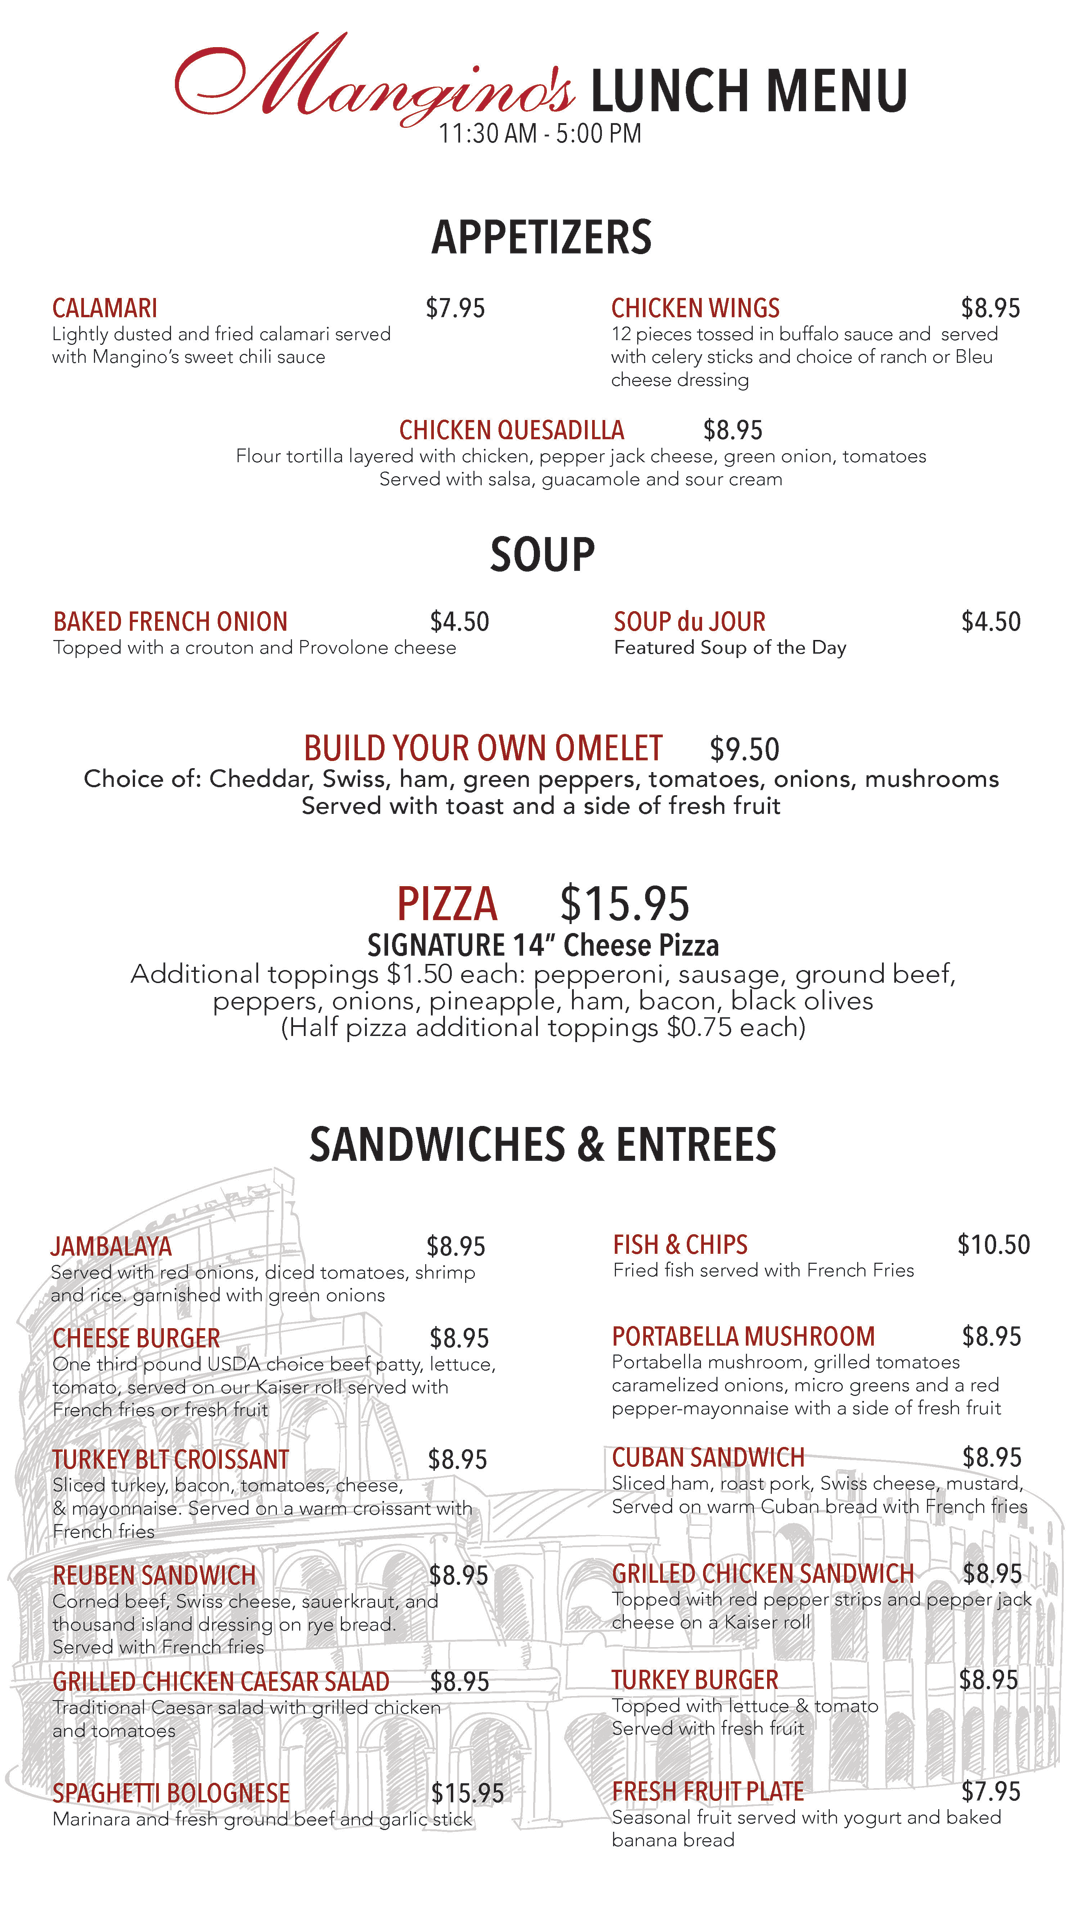 Mangino's LUNCH MENU
11:30 AM - 5:00 PM
APPETIZERS
CALAMARI $7.95
Lightly dusted and fried calamari served
with Mangino’s sweet chili sauce
CHICKEN WINGS $8.95
12 pieces tossed in buffalo sauce and served
with celery sticks and choice of ranch or Bleu
cheese dressing
CHICKEN QUESADILLA $8.95
Flour tortilla layered with chicken, pepper jack cheese, green onion, tomatoes
Served with salsa, guacamole and sour cream
SOUP
BAKED FRENCH ONION $4.50
Topped with a crouton and Provolone cheese
SOUP du JOUR $4.50
Featured Soup of the Day
BUILD YOUR OWN OMELET $9.50
Choice of: Cheddar, Swiss, ham, green peppers, tomatoes, onions, mushrooms
Served with toast and a side of fresh fruit
PIZZA $15.95
SIGNATURE 14” Cheese Pizza
Additional toppings $1.50 each: pepperoni, sausage, ground beef,
peppers, onions, pineapple, ham, bacon, black olives
(Half pizza additional toppings $0.75 each)
SANDWICHES & ENTREES
JAMBALAYA $8.95
Served with red onions, diced tomatoes, shrimp
and rice. garnished with green onions
CHEESE BURGER $8.95
One third pound USDA choice beef patty, lettuce,
tomato, served on our Kaiser roll served with
French fries or fresh fruit
TURKEY BLT CROISSANT $8.95
Sliced turkey, bacon, tomatoes, cheese,
& mayonnaise. Served on a warm croissant with
French fries
REUBEN SANDWICH $8.95
Corned beef, Swiss cheese, sauerkraut, and
thousand island dressing on rye bread.
Served with French fries
GRILLED CHICKEN CAESAR SALAD $8.95
Traditional Caesar salad with grilled chicken
and tomatoes
SPAGHETTI BOLOGNESE $15.95
Marinara and fresh ground beef and garlic stick
FISH & CHIPS $10.50
Fried fish served with French Fries
PORTABELLA MUSHROOM $8.95
Portabella mushroom, grilled tomatoes
caramelized onions, micro greens and a red
pepper-mayonnaise with a side of fresh fruit
CUBAN SANDWICH $8.95
Sliced ham, roast pork, Swiss cheese, mustard,
Served on warm Cuban bread with French fries
GRILLED CHICKEN SANDWICH $8.95
Topped with red pepper strips and pepper jack
cheese on a Kaiser roll
TURKEY BURGER $8.95
Topped with lettuce & tomato
Served with fresh fruit
FRESH FRUIT PLATE $7.95
Seasonal fruit served with yogurt and baked
banana bread